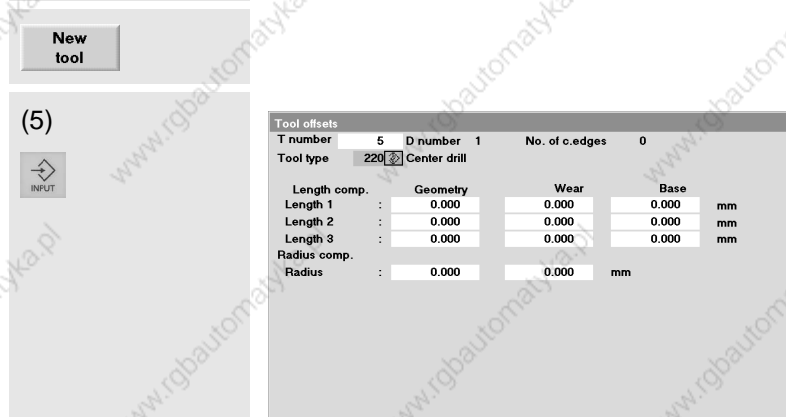 New
tool
(5)
INPUT
Tool offsets
T number 5 D number 1 No. of c.edges 0
Tool type 220 Center drill
Length comp. Geometry Wear Base
Length 1 : 0.000 0.000 0.000 mm
Length 2 : 0.000 0.000 0.000 mm
Length 3 : 0.000 0.000 0.000 mm
Radius comp.
Radius : 0.000 0.000 mm
www.rgbautomatyka.pl